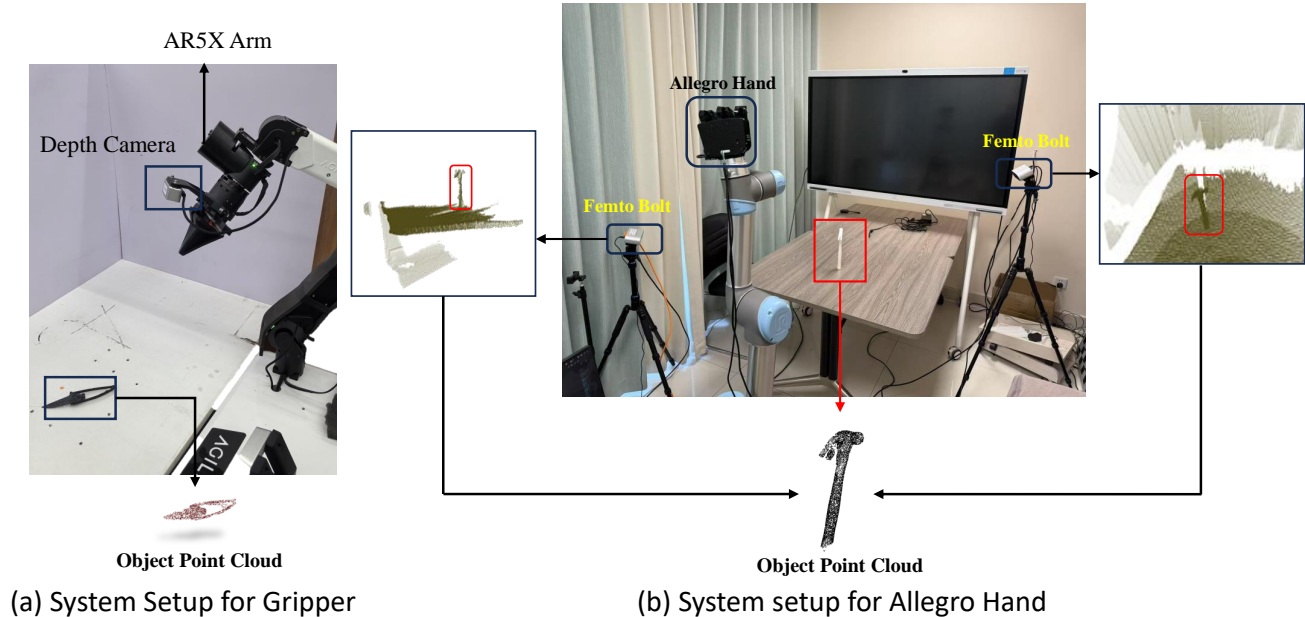 AR5X Arm
Depth Camera
AGIL
Object Point Cloud
(a) System Setup for Gripper
Allegro Hand
Femto Bolt
Femto Bolt
Object Point Cloud
(b) System setup for Allegro Hand